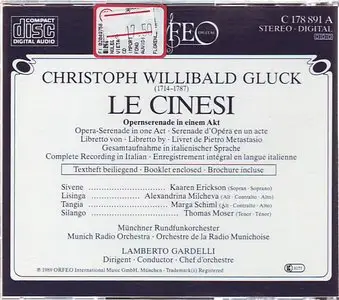 COMPACT
disc
DIGITAL AUDIO
ORFEO
C 178 891 A
STEREO · DIGITAL
CHRISTOPH WILLIBALD GLUCK
(1714–1787)
LE CINESI
Opernserenade in einem Akt
Opera-Serenade in one Act · Serenade d'Opéra en un acte
Libretto von · Libretto by · Livret de Pietro Metastasio
Gesamtaufnahme in italienischer Sprache
Complete Recording in Italian · Enregistrement intégral en langue italienne
Textheft beiliegend · Booklet enclosed · Brochure incluse
Sivene Kaaren Erickson (Sopran · Soprano)
Lisinga Alexandrina Milcheva (Alt · Contralto · Alto)
Tangia Marga Schiml (Alt · Contralto · Alto)
Silango Thomas Moser (Tenor · Ténor)
Münchner Rundfunkorchester
Munich Radio Orchestra · Orchestre de la Radio Munichoise
LAMBERTO GARDELLI
Dirigent · Conductor · Chef d'orchestre
℗ 1989 ORFEO International Music GmbH, München · Trademark(s) Registered